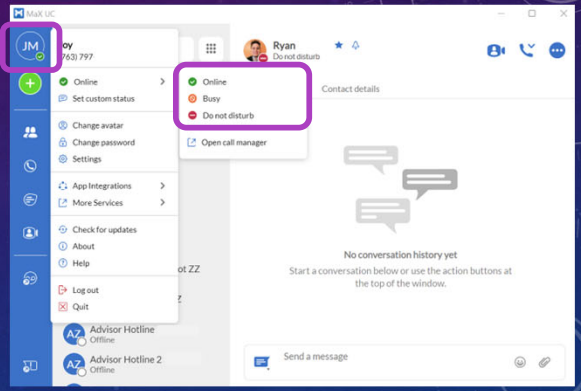 MaX UC
JM
oy
763) 797
Online
Set custom status
Change avatar
Change password
Settings
App Integrations
More Services
Check for updates
About
Help
Log out
Quit
Online
Busy
Do not disturb
Open call manager
ot ZZ
Z
AZ
Advisor Hotline
Offline
AZ
Advisor Hotline 2
Offline
Ryan
Do not disturb
Contact details
No conversation history yet
Start a conversation below or use the action buttons at
the top of the window.
Send a message